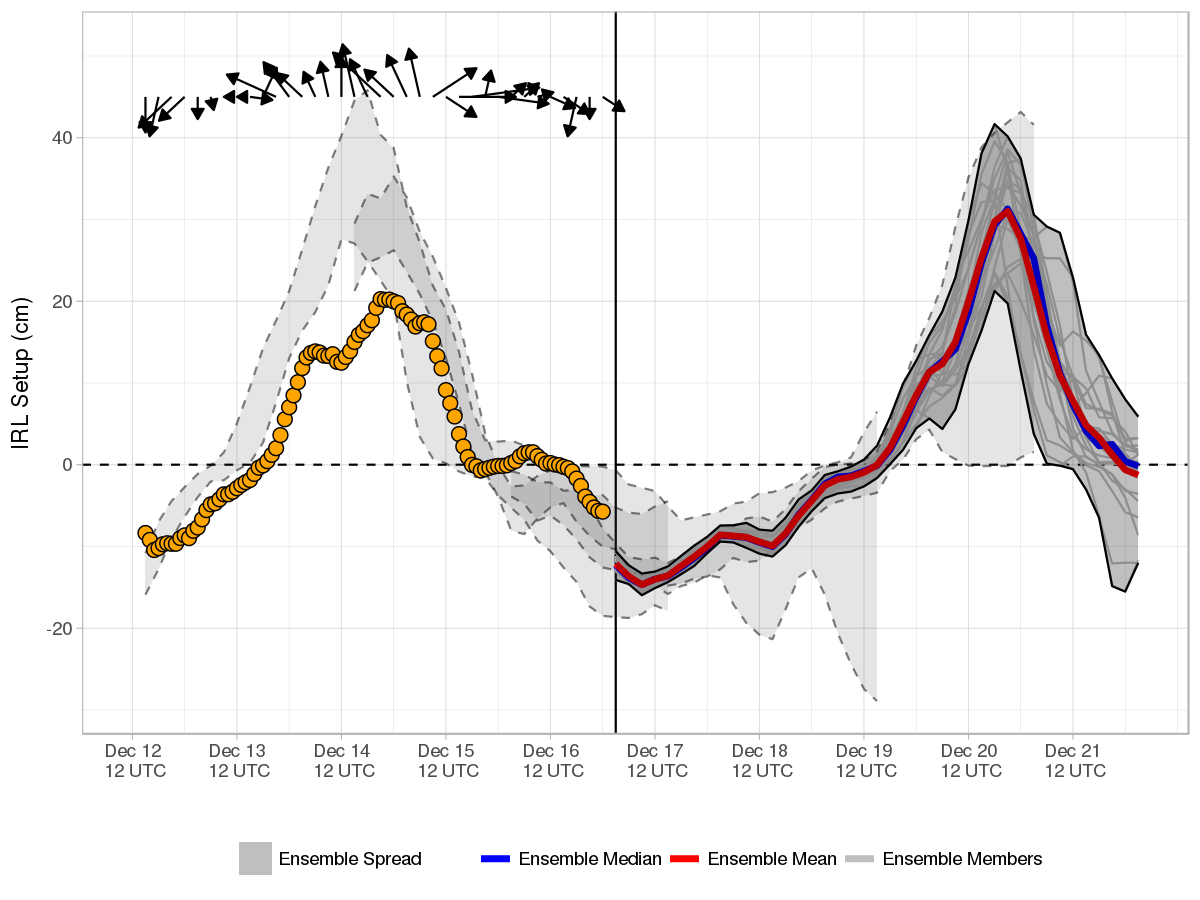 IRL Setup (cm)
40
20
0
-20
Dec 12 Dec 13 Dec 14 Dec 15 Dec 16 Dec 17 Dec 18 Dec 19 Dec 20 Dec 21
12 UTC 12 UTC 12 UTC 12 UTC 12 UTC 12 UTC 12 UTC 12 UTC 12 UTC 12 UTC
Ensemble Spread Ensemble Median Ensemble Mean Ensemble Members